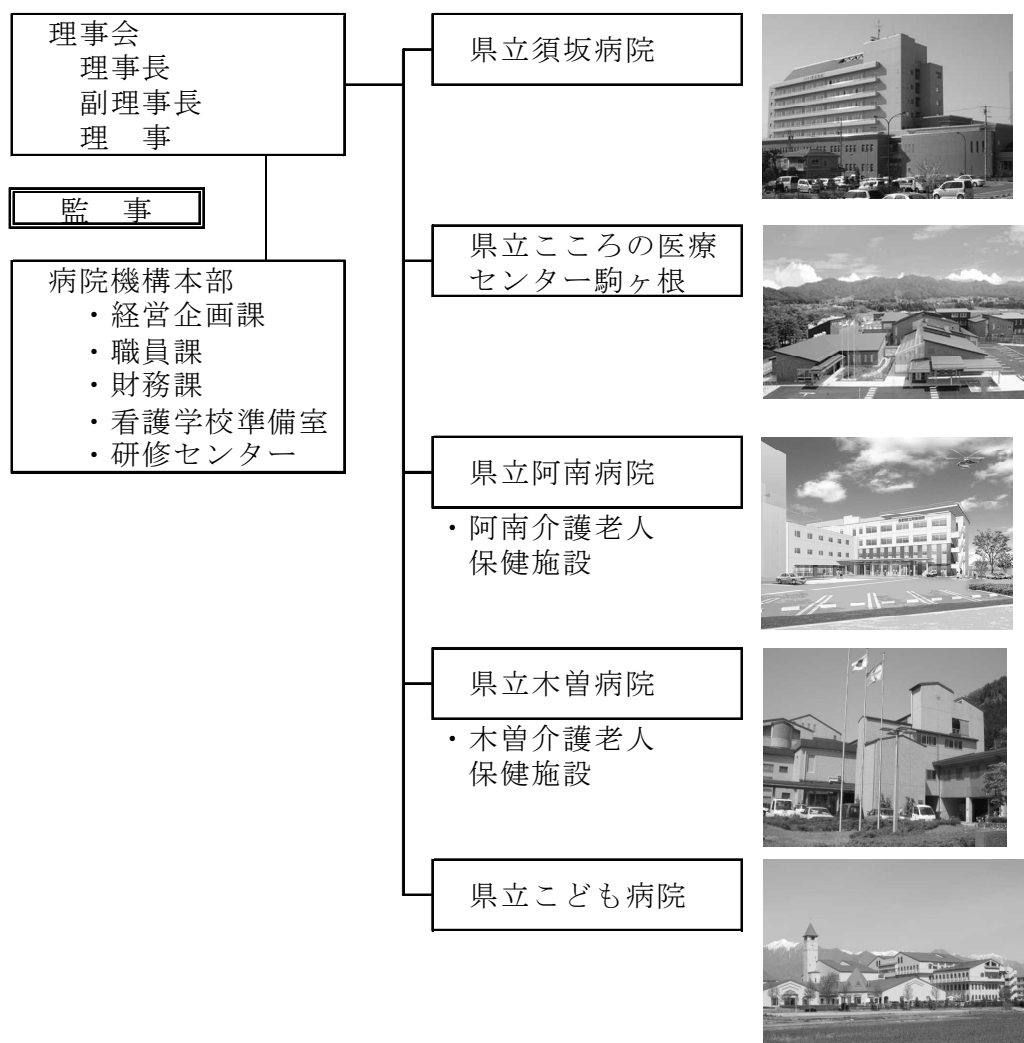 理事会
理事長
副理事長
理　事
監　事
病院機構本部
・経営企画課
・職員課
・財務課
・看護学校準備室
・研修センター
県立須坂病院
県立こころの医療
センター駒ヶ根
県立阿南病院
・阿南介護老人
保健施設
県立木曽病院
・木曽介護老人
保健施設
県立こども病院